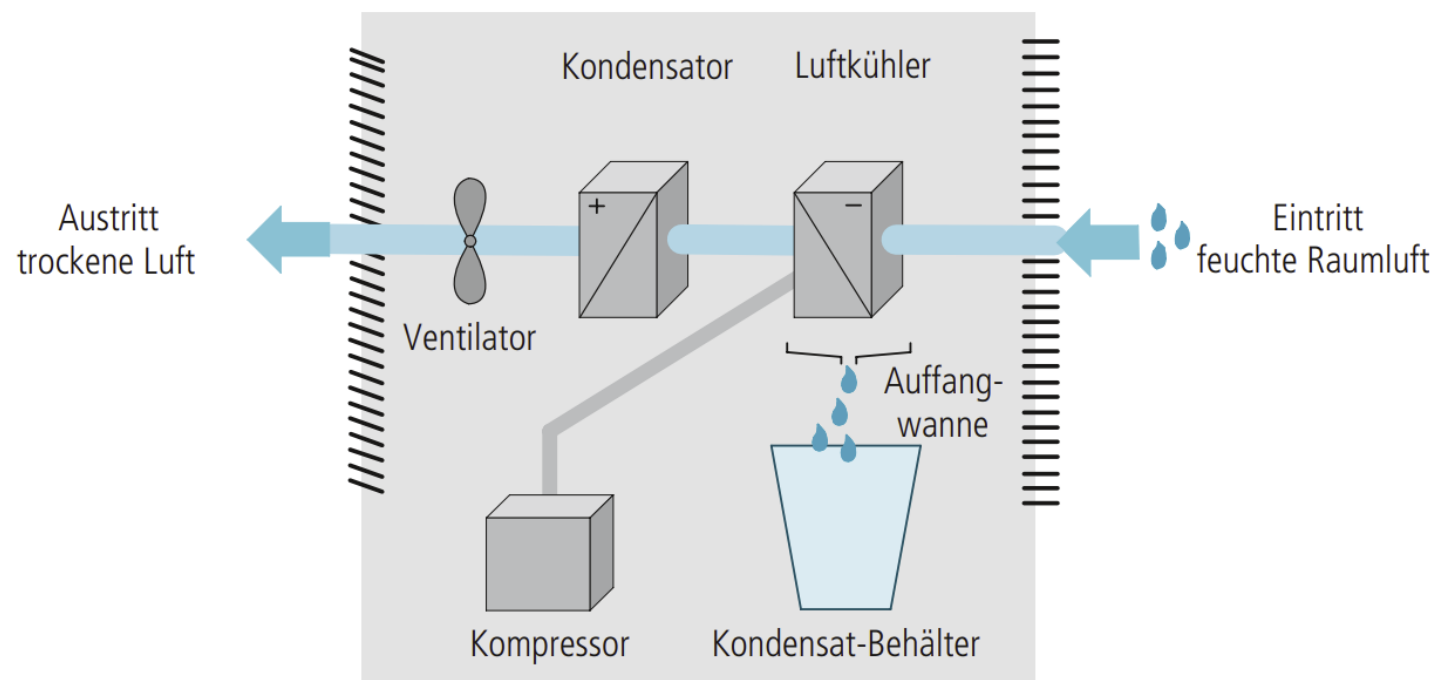 Kondensator
Luftkühler
Austritt
trockene Luft
+
−
Eintritt
feuchte Raumluft
Ventilator
Auffang-
wanne
Kompressor
Kondensat-Behälter